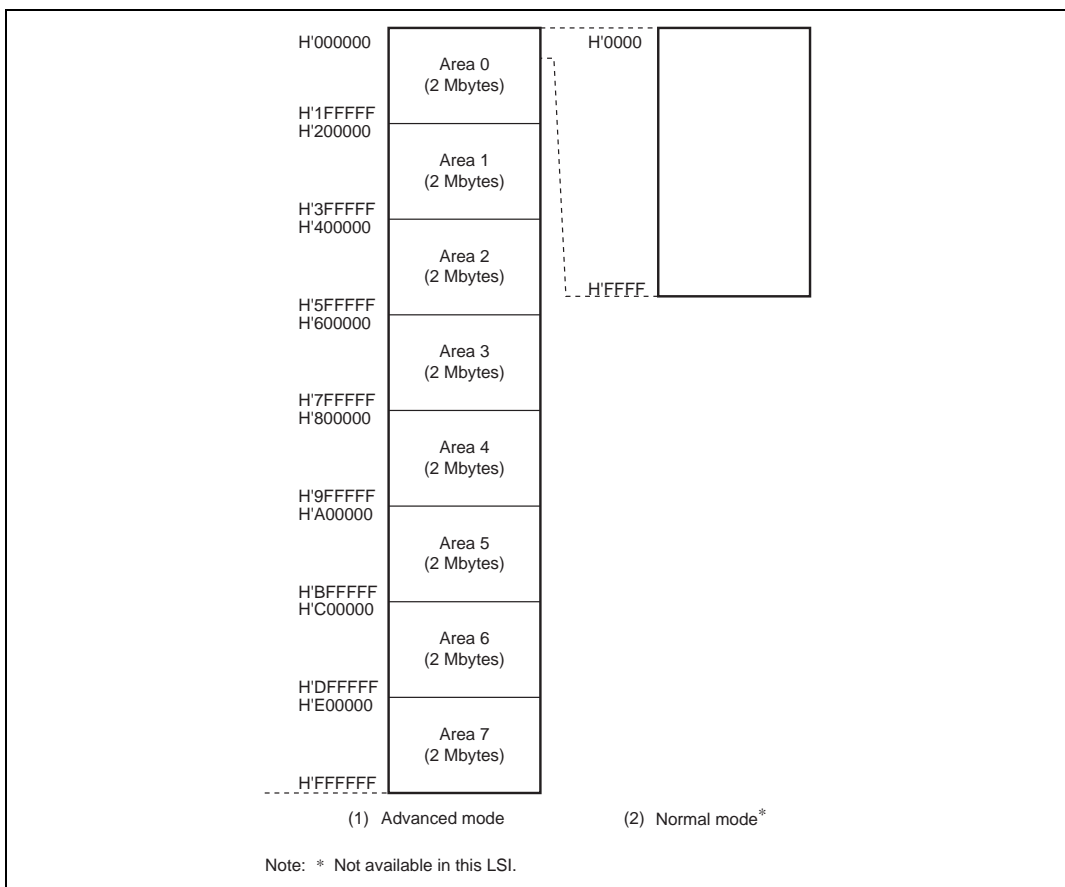 H'000000
Area 0
(2 Mbytes)
H'1FFFFF
H'200000
Area 1
(2 Mbytes)
H'3FFFFF
H'400000
Area 2
(2 Mbytes)
H'5FFFFF
H'600000
Area 3
(2 Mbytes)
H'7FFFFF
H'800000
Area 4
(2 Mbytes)
H'9FFFFF
H'A00000
Area 5
(2 Mbytes)
H'BFFFFF
H'C00000
Area 6
(2 Mbytes)
H'DFFFFF
H'E00000
Area 7
(2 Mbytes)
H'FFFFFF
(1) Advanced mode
H'0000
H'FFFF
(2) Normal mode*
Note: * Not available in this LSI.